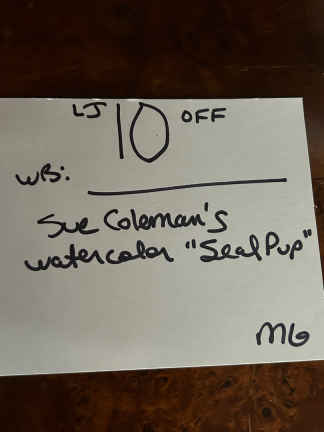 LJ 10 OFF
WB:
Sue Coleman's
watercolor "Seal Pup"
MG